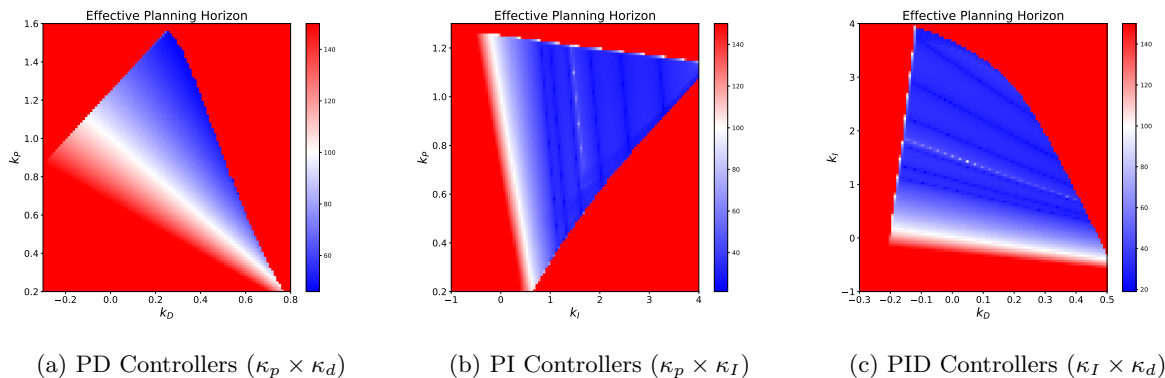 Effective Planning Horizon
1.6
1.4
1.2
1.0
0.8
0.6
0.4
0.2
k_P
−0.2 0.0 0.2 0.4 0.6 0.8
k_D
140
120
100
80
60
Effective Planning Horizon
1.2
1.0
0.8
0.6
0.4
0.2
k_P
−1 0 1 2 3 4
k_I
140
120
100
80
60
40
Effective Planning Horizon
4
3
2
1
0
−1
k_I
−0.3 −0.2 −0.1 0.0 0.1 0.2 0.3 0.4 0.5
k_D
140
120
100
80
60
40
20
(a) PD Controllers (κ_p × κ_d)
(b) PI Controllers (κ_p × κ_I)
(c) PID Controllers (κ_I × κ_d)